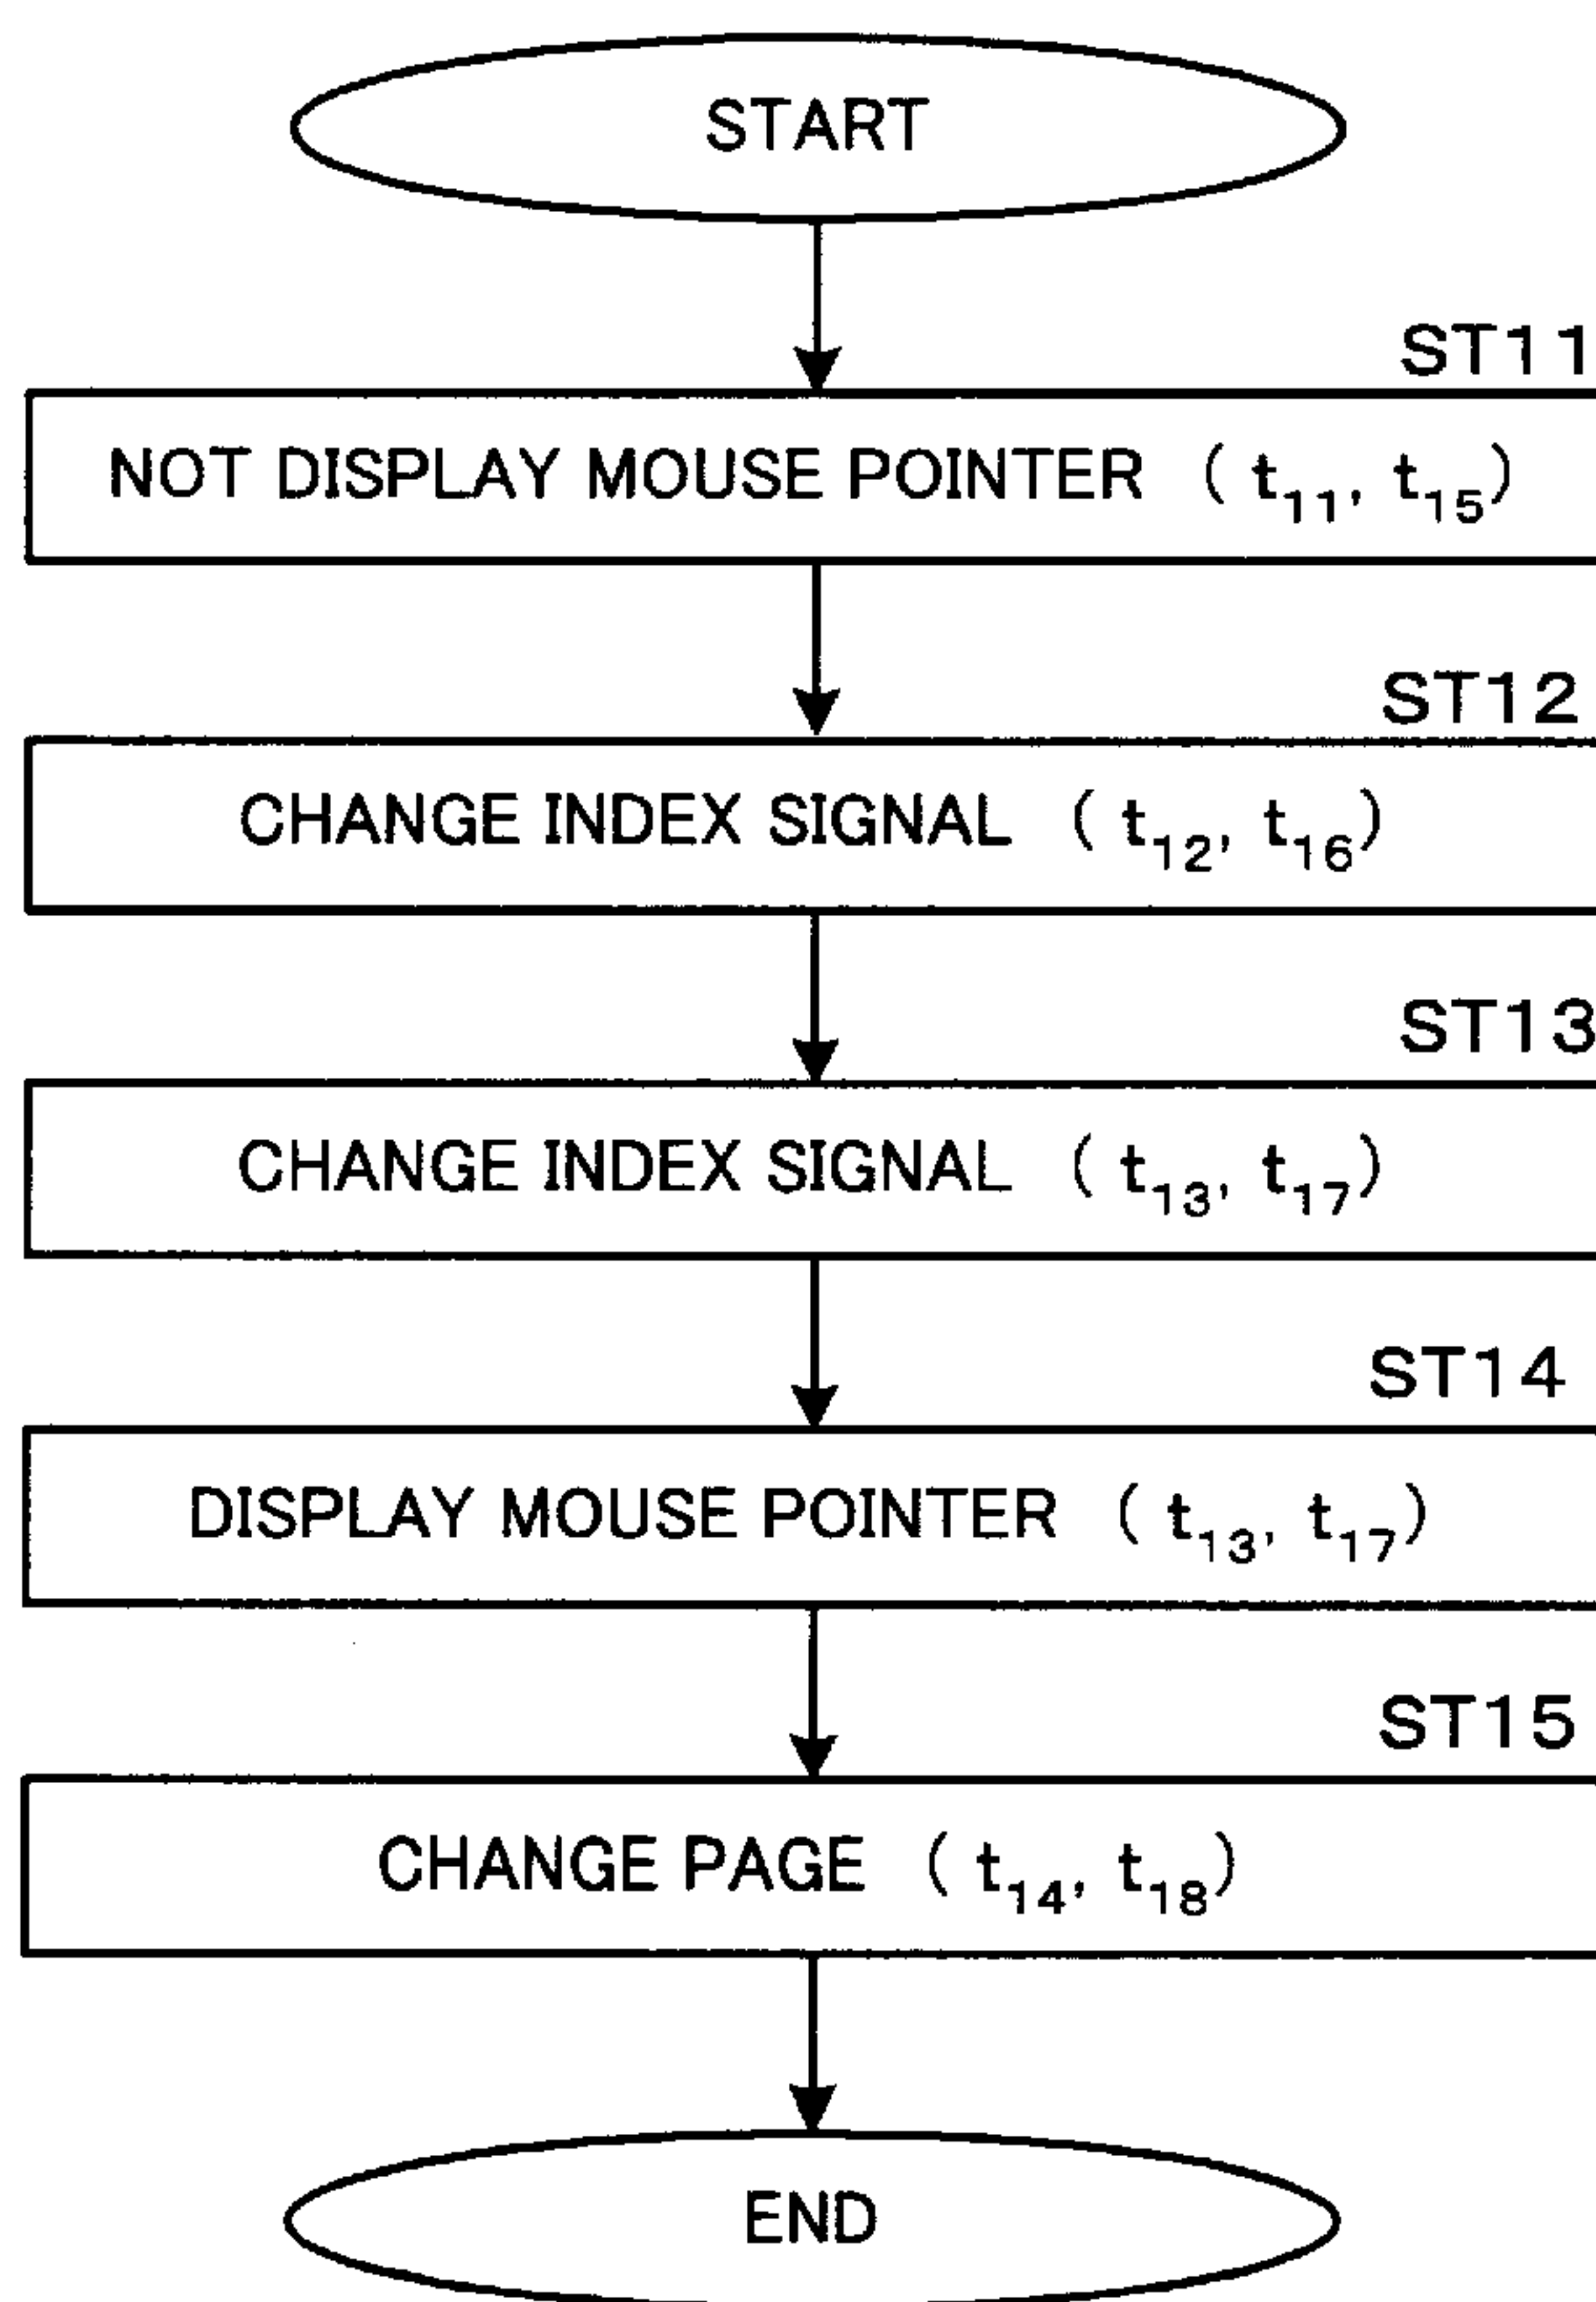 START
ST11
NOT DISPLAY MOUSE POINTER ( t₁₁, t₁₅)
ST12
CHANGE INDEX SIGNAL ( t₁₂, t₁₆)
ST13
CHANGE INDEX SIGNAL ( t₁₃, t₁₇)
ST14
DISPLAY MOUSE POINTER ( t₁₃, t₁₇)
ST15
CHANGE PAGE ( t₁₄, t₁₈)
END